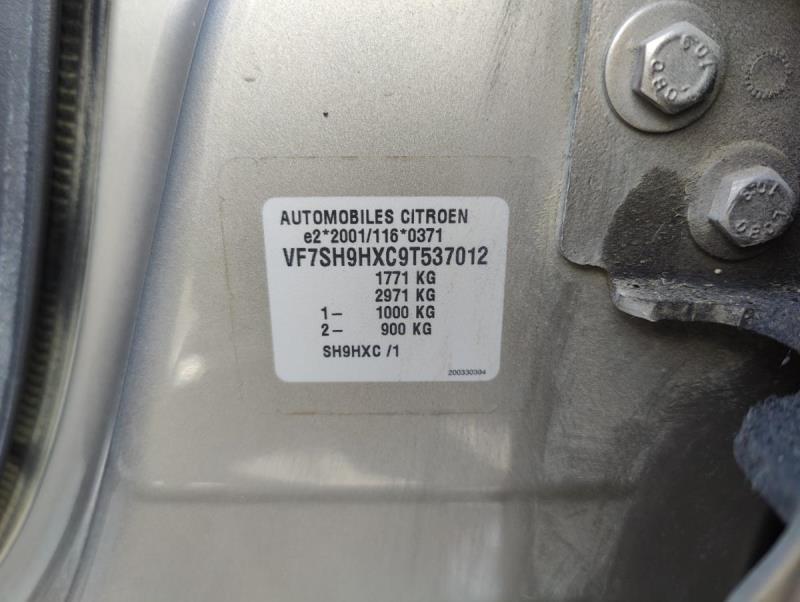 AUTOMOBILES CITROEN
e2*2001/116*0371
VF7SH9HXC9T537012
1771 KG
2971 KG
1– 1000 KG
2– 900 KG
SH9HXC /1
200330394